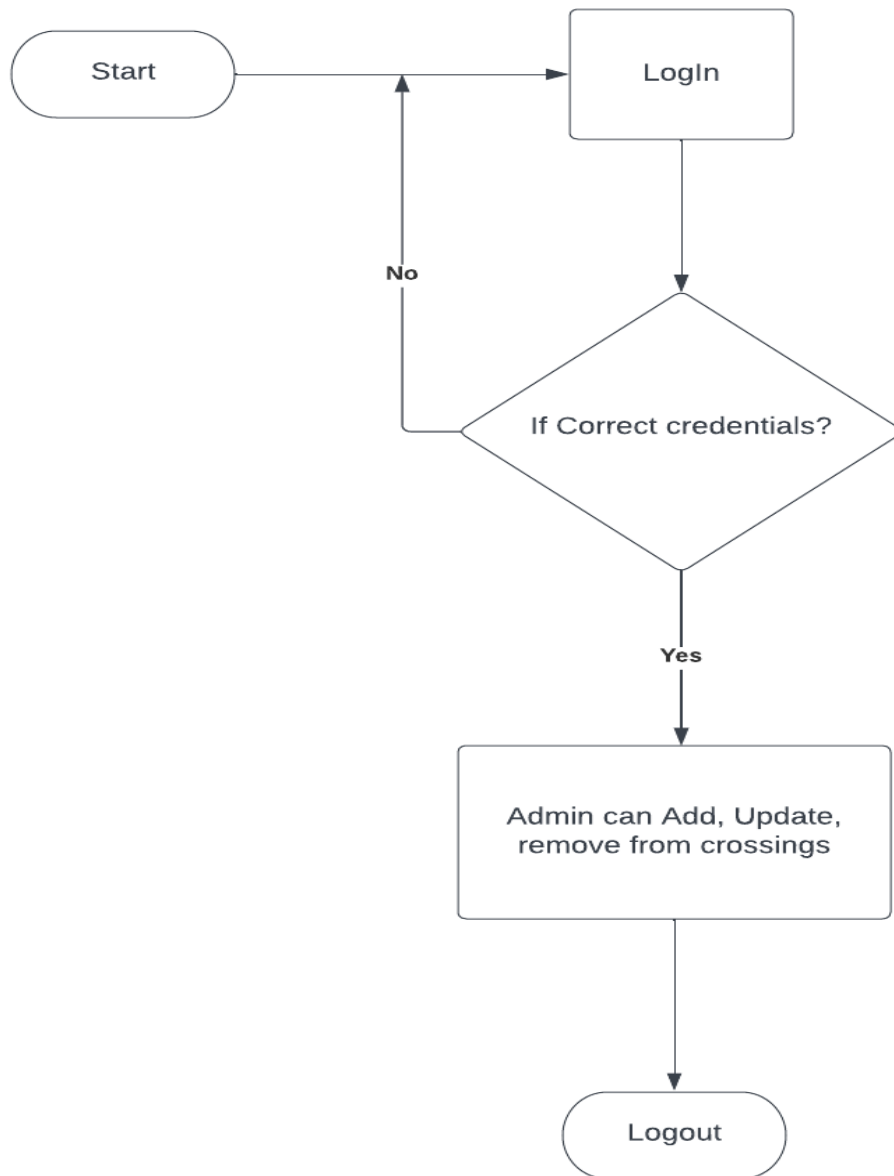 Start
LogIn
No
If Correct credentials?
Yes
Admin can Add, Update,
remove from crossings
Logout